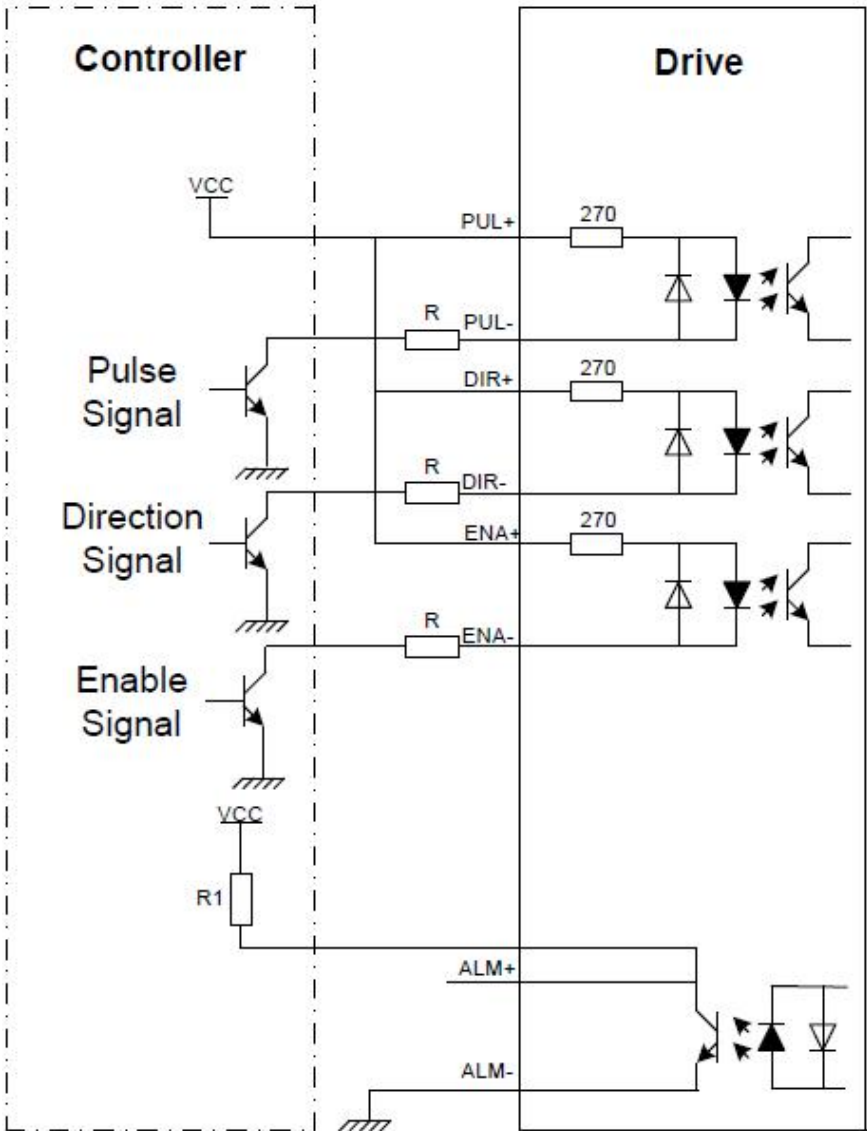 Controller
Drive
VCC
PUL+
270
R
PUL-
Pulse
Signal
DIR+
270
R
DIR-
Direction
Signal
ENA+
270
R
ENA-
Enable
Signal
VCC
R1
ALM+
ALM-